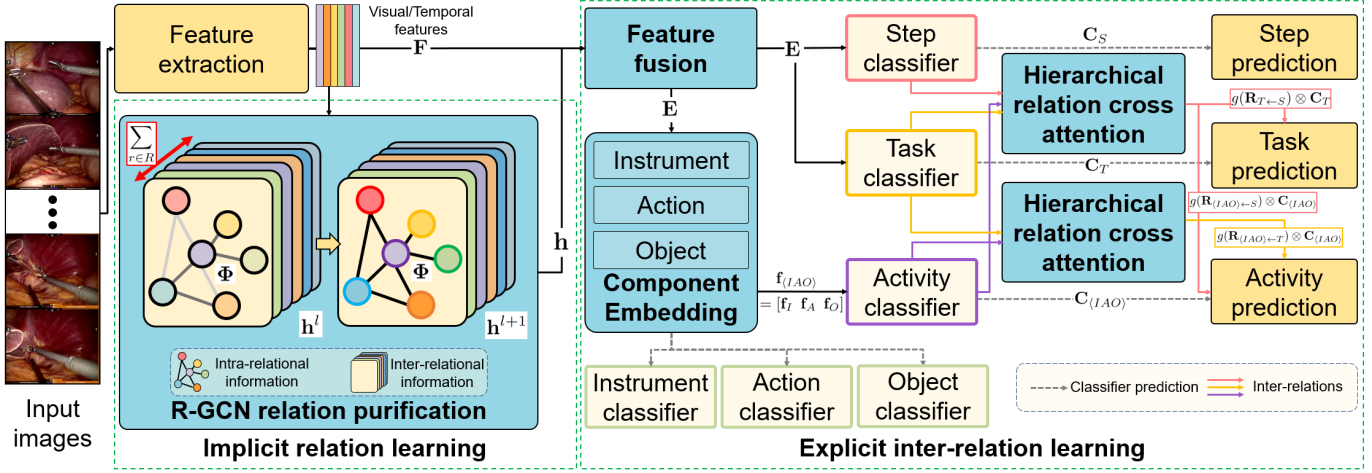 Input
images
Feature
extraction
Visual/Temporal
features
F
∑
r∈R
Φ
h^l
Φ
h^{l+1}
Intra-relational
information
Inter-relational
information
R-GCN relation purification
Implicit relation learning
h
Feature
fusion
E
E
Instrument
Action
Object
Component
Embedding
f_{⟨IAO⟩}
= [f_I f_A f_O]
Step
classifier
Task
classifier
Activity
classifier
Hierarchical
relation cross
attention
Hierarchical
relation cross
attention
C_S
C_T
C_{⟨IAO⟩}
g(R_{T←S}) ⊗ C_T
g(R_{⟨IAO⟩←S}) ⊗ C_{⟨IAO⟩}
g(R_{⟨IAO⟩←T}) ⊗ C_{⟨IAO⟩}
Step
prediction
Task
prediction
Activity
prediction
Instrument
classifier
Action
classifier
Object
classifier
Classifier prediction
Inter-relations
Explicit inter-relation learning